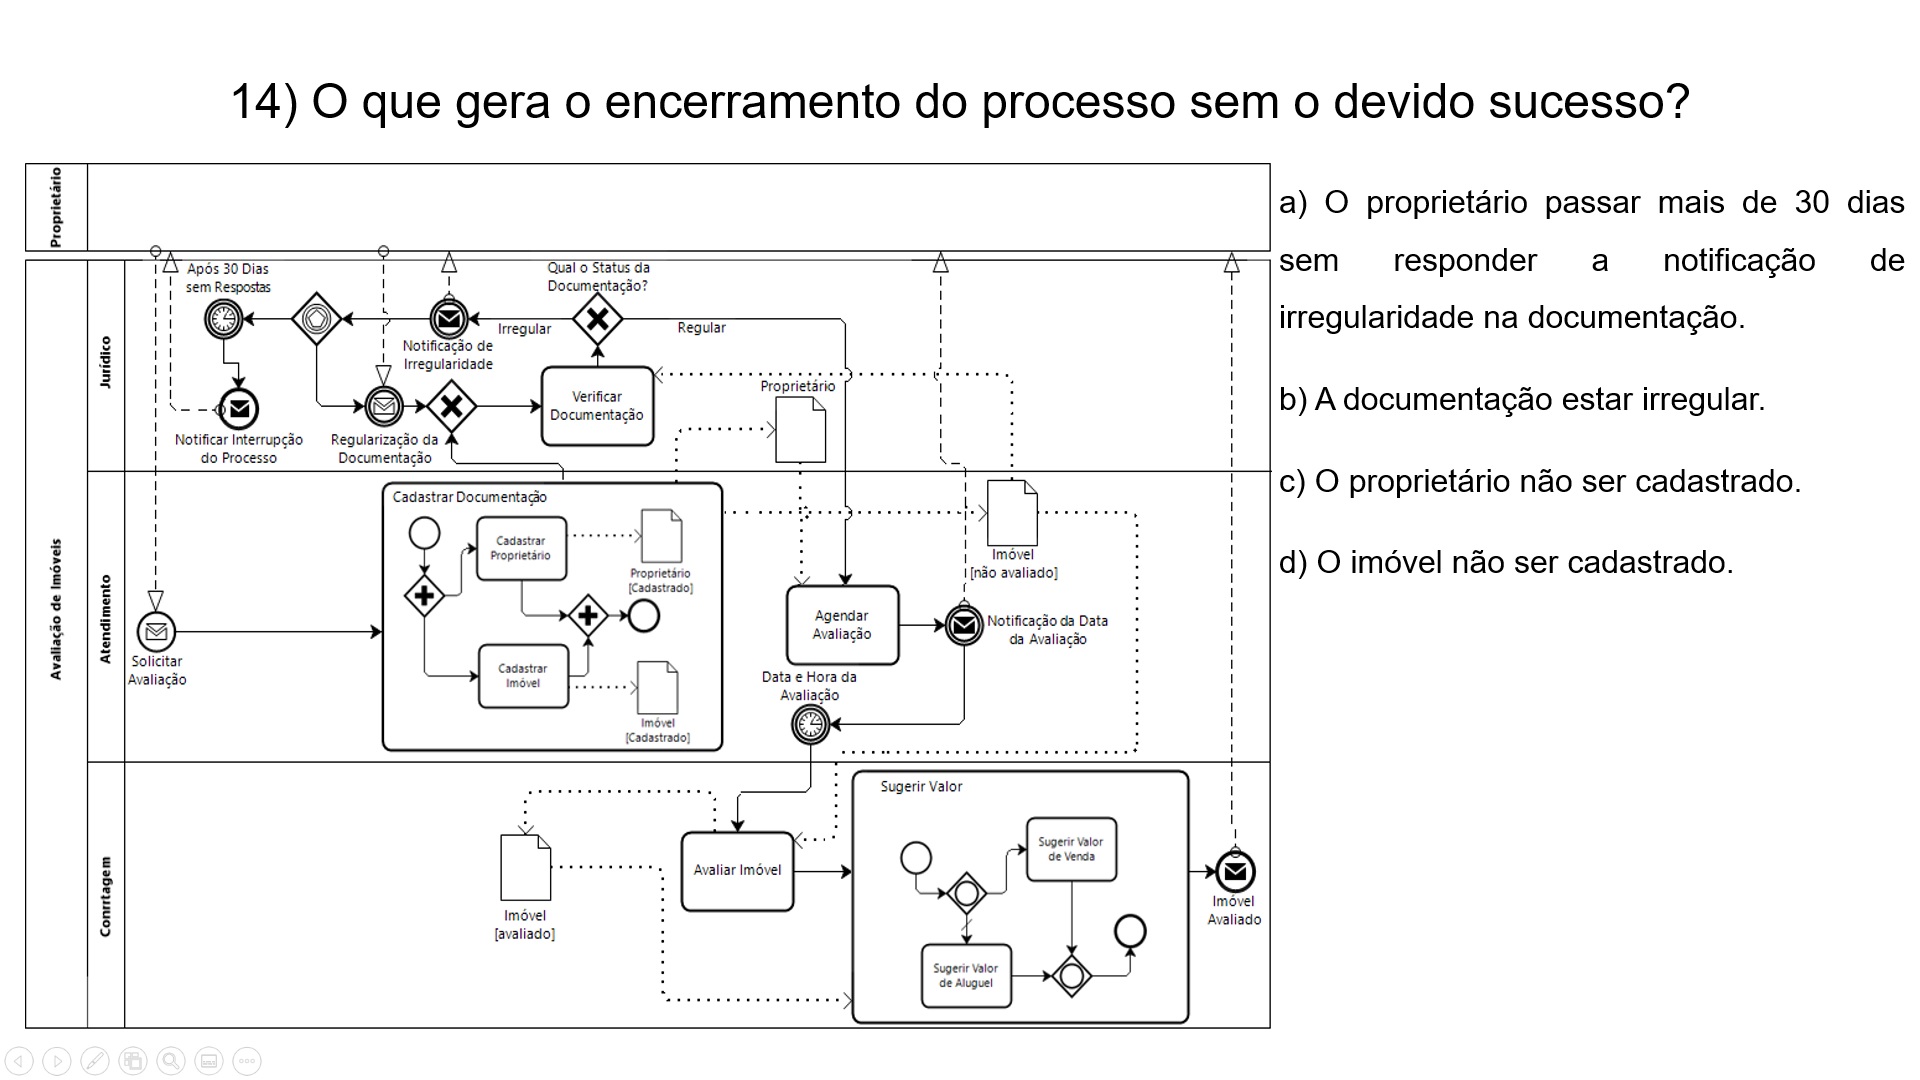 14) O que gera o encerramento do processo sem o devido sucesso?
Proprietário
Avaliação de Imóveis
Jurídico
Após 30 Dias
sem Respostas
Notificar Interrupção
do Processo
Regularização da
Documentação
Notificação de
Irregularidade
Irregular
Qual o Status da
Documentação?
Regular
Verificar
Documentação
Proprietário
Atendimento
Solicitar
Avaliação
Cadastrar Documentação
Cadastrar
Proprietário
Proprietário
[Cadastrado]
Cadastrar
Imóvel
Imóvel
[Cadastrado]
Imóvel
[não avaliado]
Agendar
Avaliação
Notificação da Data
da Avaliação
Data e Hora da
Avaliação
Conrrtagem
Imóvel
[avaliado]
Avaliar Imóvel
Sugerir Valor
Sugerir Valor
de Venda
Sugerir Valor
de Aluguel
Imóvel
Avaliado
a) O proprietário passar mais de 30 dias
sem responder a notificação de
irregularidade na documentação.
b) A documentação estar irregular.
c) O proprietário não ser cadastrado.
d) O imóvel não ser cadastrado.